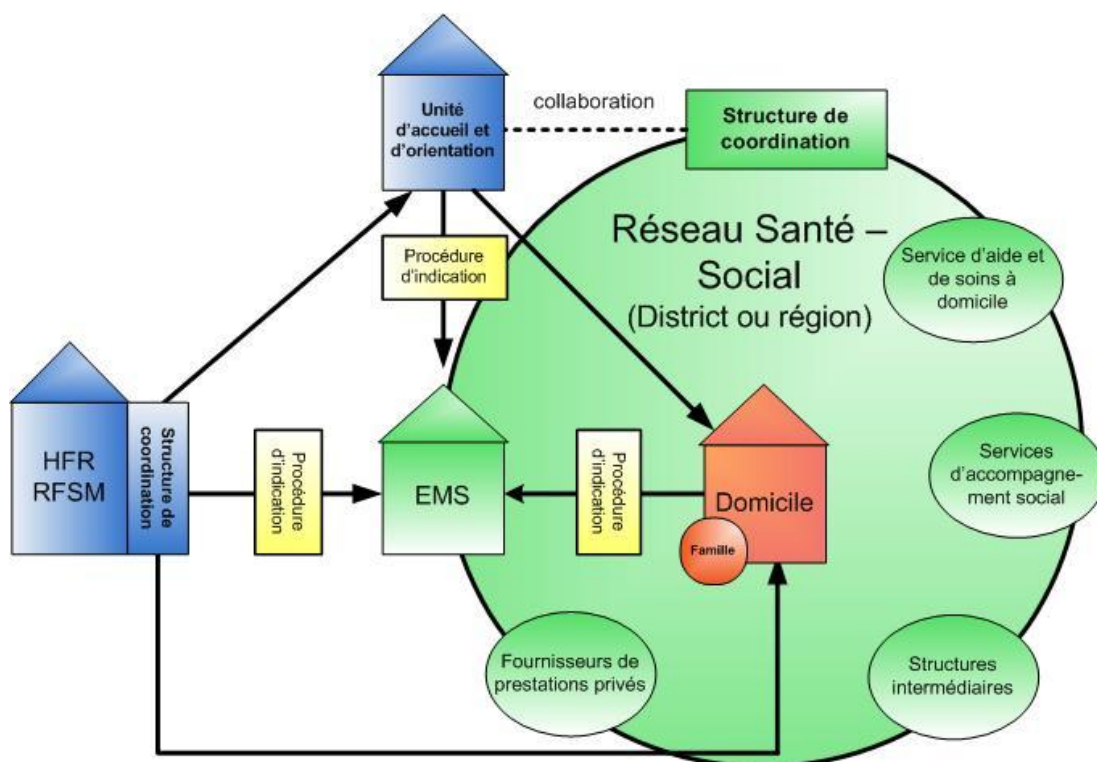 Unité
d'accueil et
d'orientation
collaboration
Structure de
coordination
Réseau Santé –
Social
(District ou région)
Procédure
d'indication
Service d'aide et
de soins à
domicile
HFR
RFSM
Structure de
coordination
Procédure
d'indication
EMS
Procédure
d'indication
Domicile
Famille
Services
d'accompagne-
ment social
Fournisseurs de
prestations privés
Structures
intermédiaires